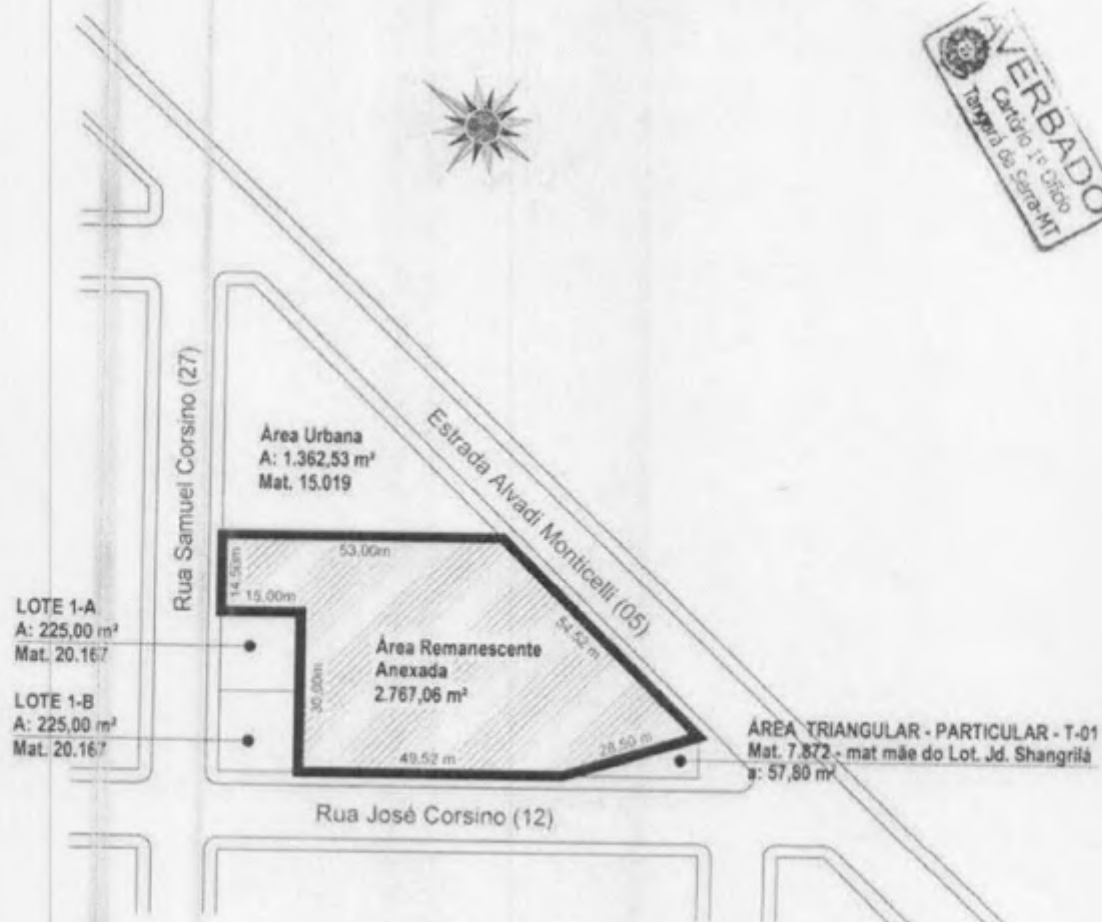 AVERBADO
Cartório 1º Ofício
Tangará da Serra-MT
Rua Samuel Corsino (27)
Área Urbana
A: 1.362,53 m²
Mat. 15.019
Estrada Alvadi Monticelli (05)
53,00m
14,50m
15,00m
54,52 m
LOTE 1-A
A: 225,00 m²
Mat. 20.167
Área Remanescente
Anexada
2.767,06 m²
30,00m
LOTE 1-B
A: 225,00 m²
Mat. 20.167
28,50 m
49,52 m
ÁREA TRIANGULAR - PARTICULAR - T-01
Mat. 7.872 - mat mãe do Lot. Jd. Shangrilá
a: 57,80 m²
Rua José Corsino (12)